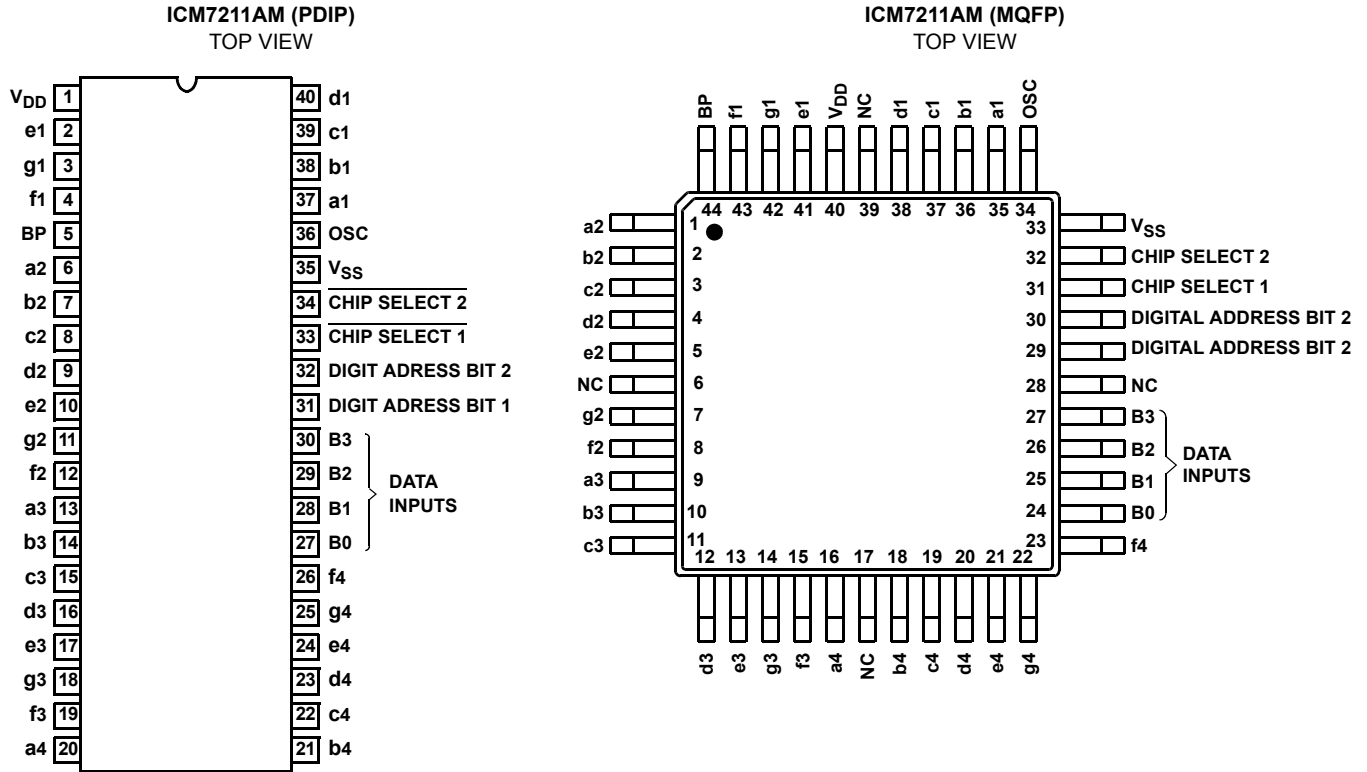 ICM7211AM (PDIP)
TOP VIEW
VDD 1
e1 2
g1 3
f1 4
BP 5
a2 6
b2 7
c2 8
d2 9
e2 10
g2 11
f2 12
a3 13
b3 14
c3 15
d3 16
e3 17
g3 18
f3 19
a4 20
40 d1
39 c1
38 b1
37 a1
36 OSC
35 VSS
34 CHIP SELECT 2
33 CHIP SELECT 1
32 DIGIT ADRESS BIT 2
31 DIGIT ADRESS BIT 1
30 B3
29 B2
28 B1
27 B0
DATA
INPUTS
26 f4
25 g4
24 e4
23 d4
22 c4
21 b4
ICM7211AM (MQFP)
TOP VIEW
BP f1 g1 e1 VDD NC d1 c1 b1 a1 OSC
44 43 42 41 40 39 38 37 36 35 34
a2 1
b2 2
c2 3
d2 4
e2 5
NC 6
g2 7
f2 8
a3 9
b3 10
c3 11
33 VSS
32 CHIP SELECT 2
31 CHIP SELECT 1
30 DIGITAL ADDRESS BIT 2
29 DIGITAL ADDRESS BIT 2
28 NC
27 B3
26 B2
25 B1
24 B0
DATA
INPUTS
23 f4
12 13 14 15 16 17 18 19 20 21 22
d3 e3 g3 f3 a4 NC b4 c4 d4 e4 g4